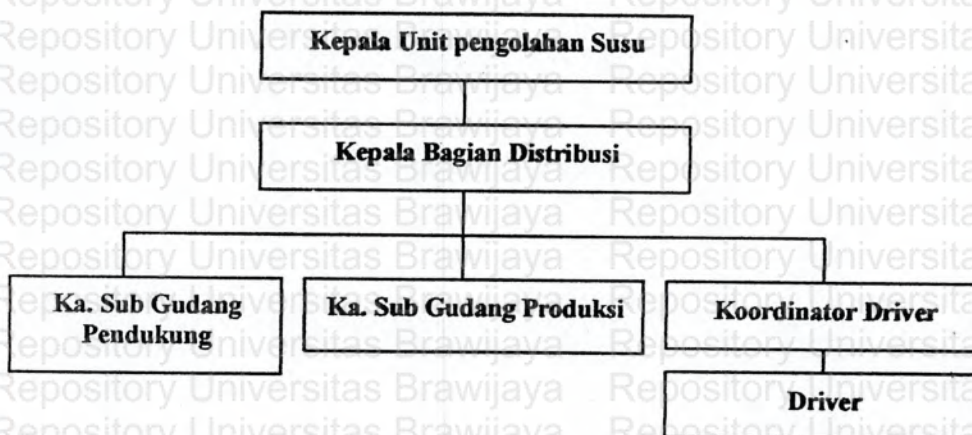 Kepala Unit pengolahan Susu
Kepala Bagian Distribusi
Ka. Sub Gudang
Pendukung
Ka. Sub Gudang Produksi
Koordinator Driver
Driver